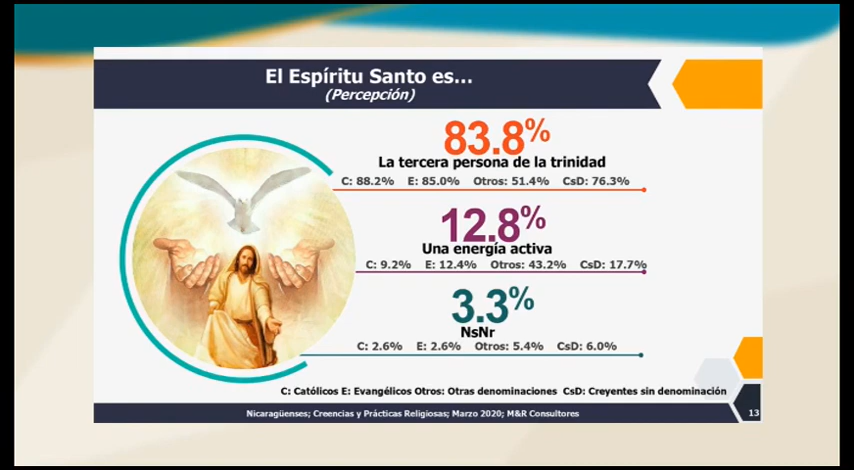 El Espíritu Santo es...
(Percepción)
83.8%
La tercera persona de la trinidad
C: 88.2% E: 85.0% Otros: 51.4% CsD: 76.3%
12.8%
Una energía activa
C: 9.2% E: 12.4% Otros: 43.2% CsD: 17.7%
3.3%
NsNr
C: 2.6% E: 2.6% Otros: 5.4% CsD: 6.0%
C: Católicos E: Evangélicos Otros: Otras denominaciones CsD: Creyentes sin denominación
Nicaragüenses; Creencias y Prácticas Religiosas; Marzo 2020; M&R Consultores
13